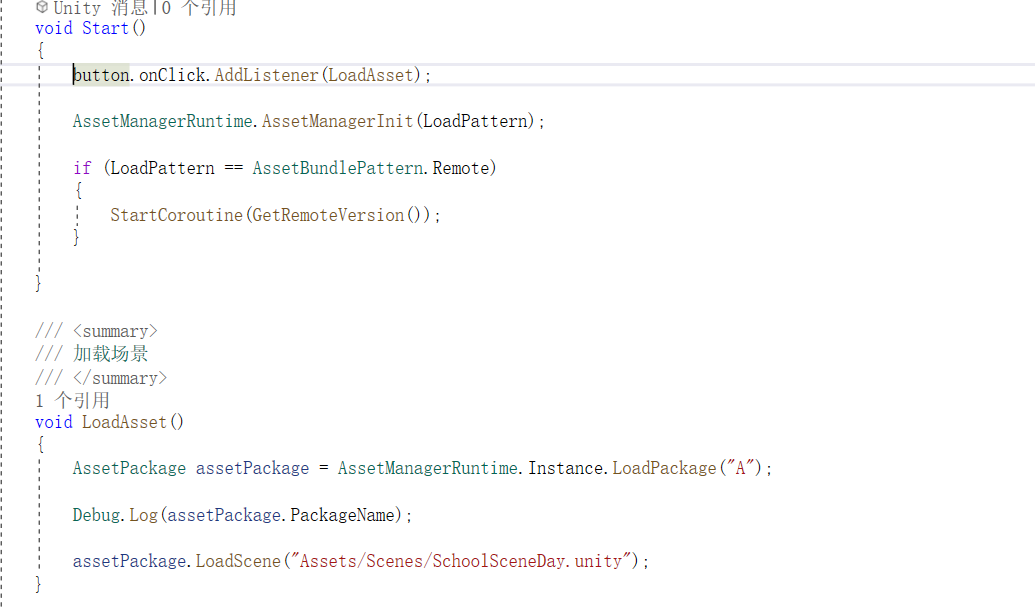 Unity 消息|0 个引用
void Start()
{
button.onClick.AddListener(LoadAsset);
AssetManagerRuntime.AssetManagerInit(LoadPattern);
if (LoadPattern == AssetBundlePattern.Remote)
{
StartCoroutine(GetRemoteVersion());
}
}
/// <summary>
/// 加载场景
/// </summary>
1 个引用
void LoadAsset()
{
AssetPackage assetPackage = AssetManagerRuntime.Instance.LoadPackage("A");
Debug.Log(assetPackage.PackageName);
assetPackage.LoadScene("Assets/Scenes/SchoolSceneDay.unity");
}